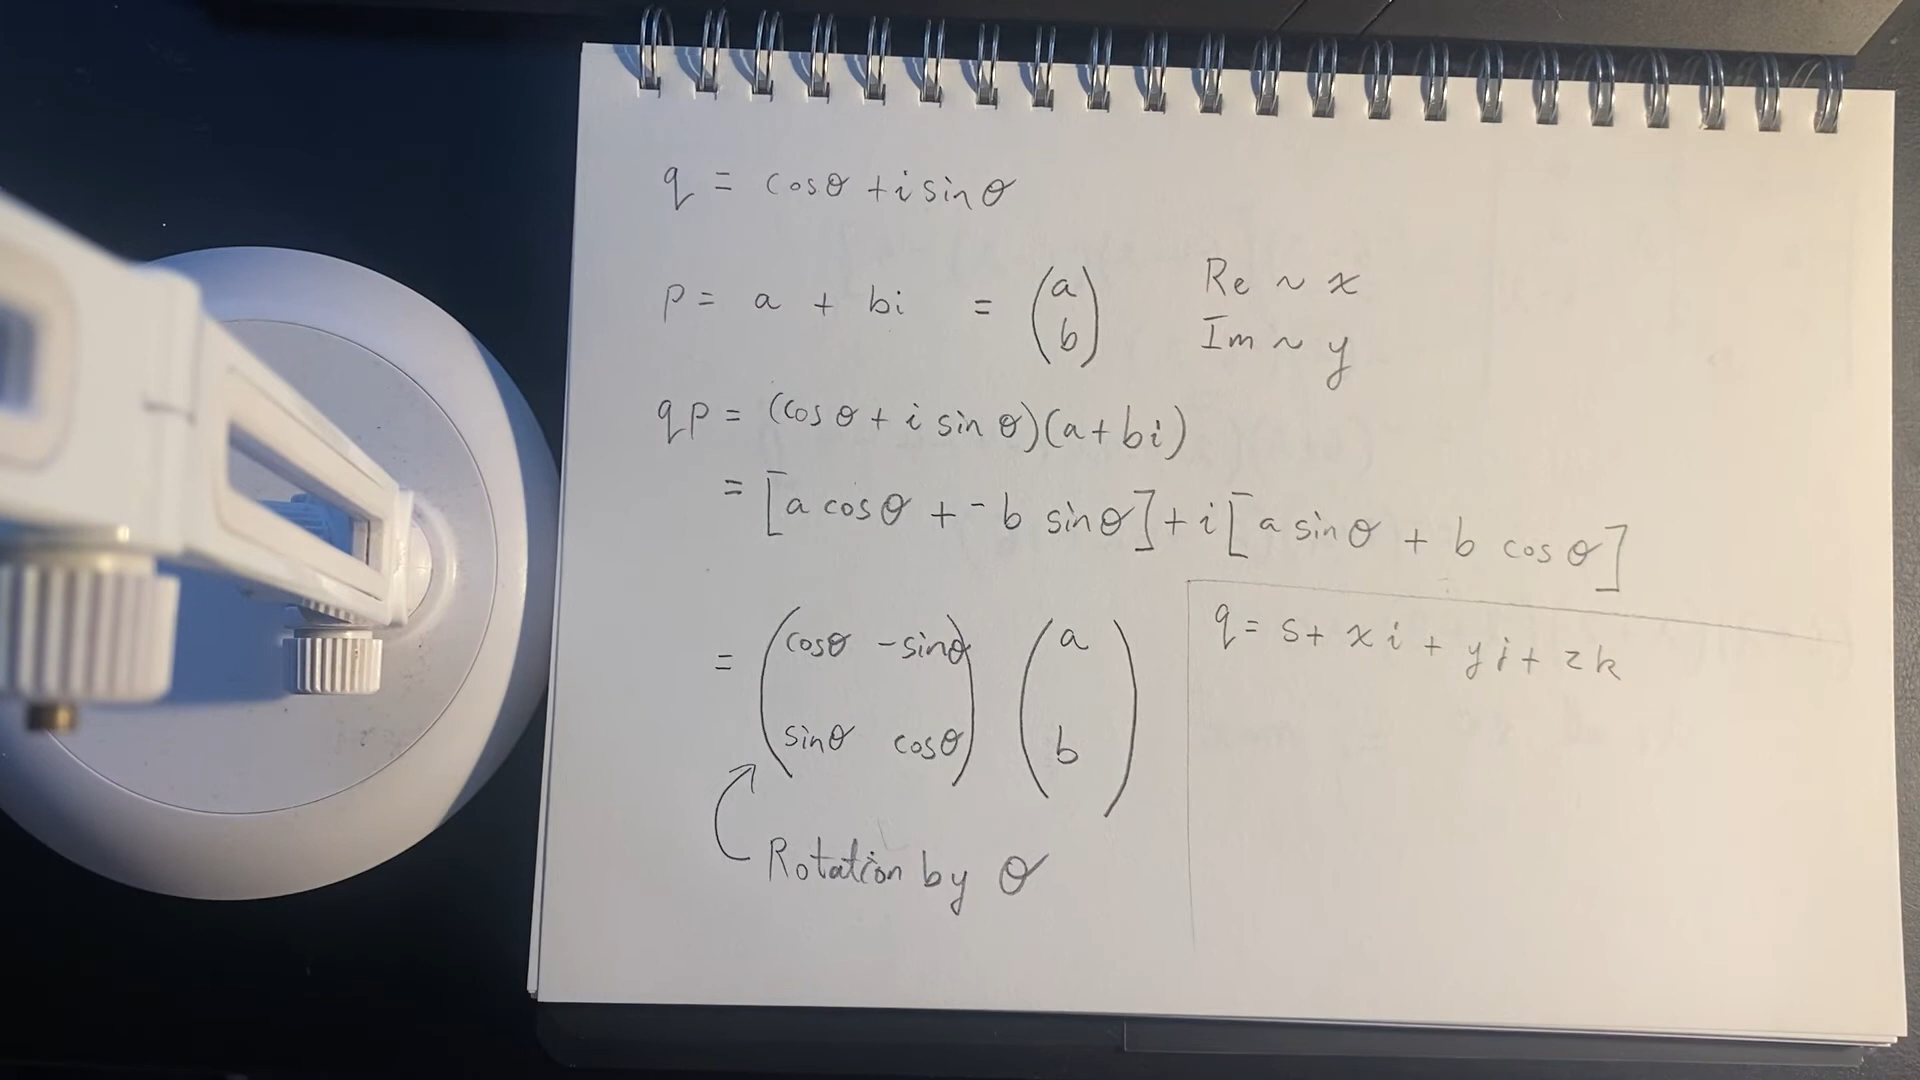 q = cosθ + i sinθ
p = a + bi = (a b)
Re ~ x
Im ~ y
qp = (cos θ + i sin θ)(a + bi)
= [a cosθ + - b sinθ] + i [a sinθ + b cos θ]
= (cosθ -sinθ sinθ cosθ) (a b)
Rotation by θ
q = s + xi + yj + zk